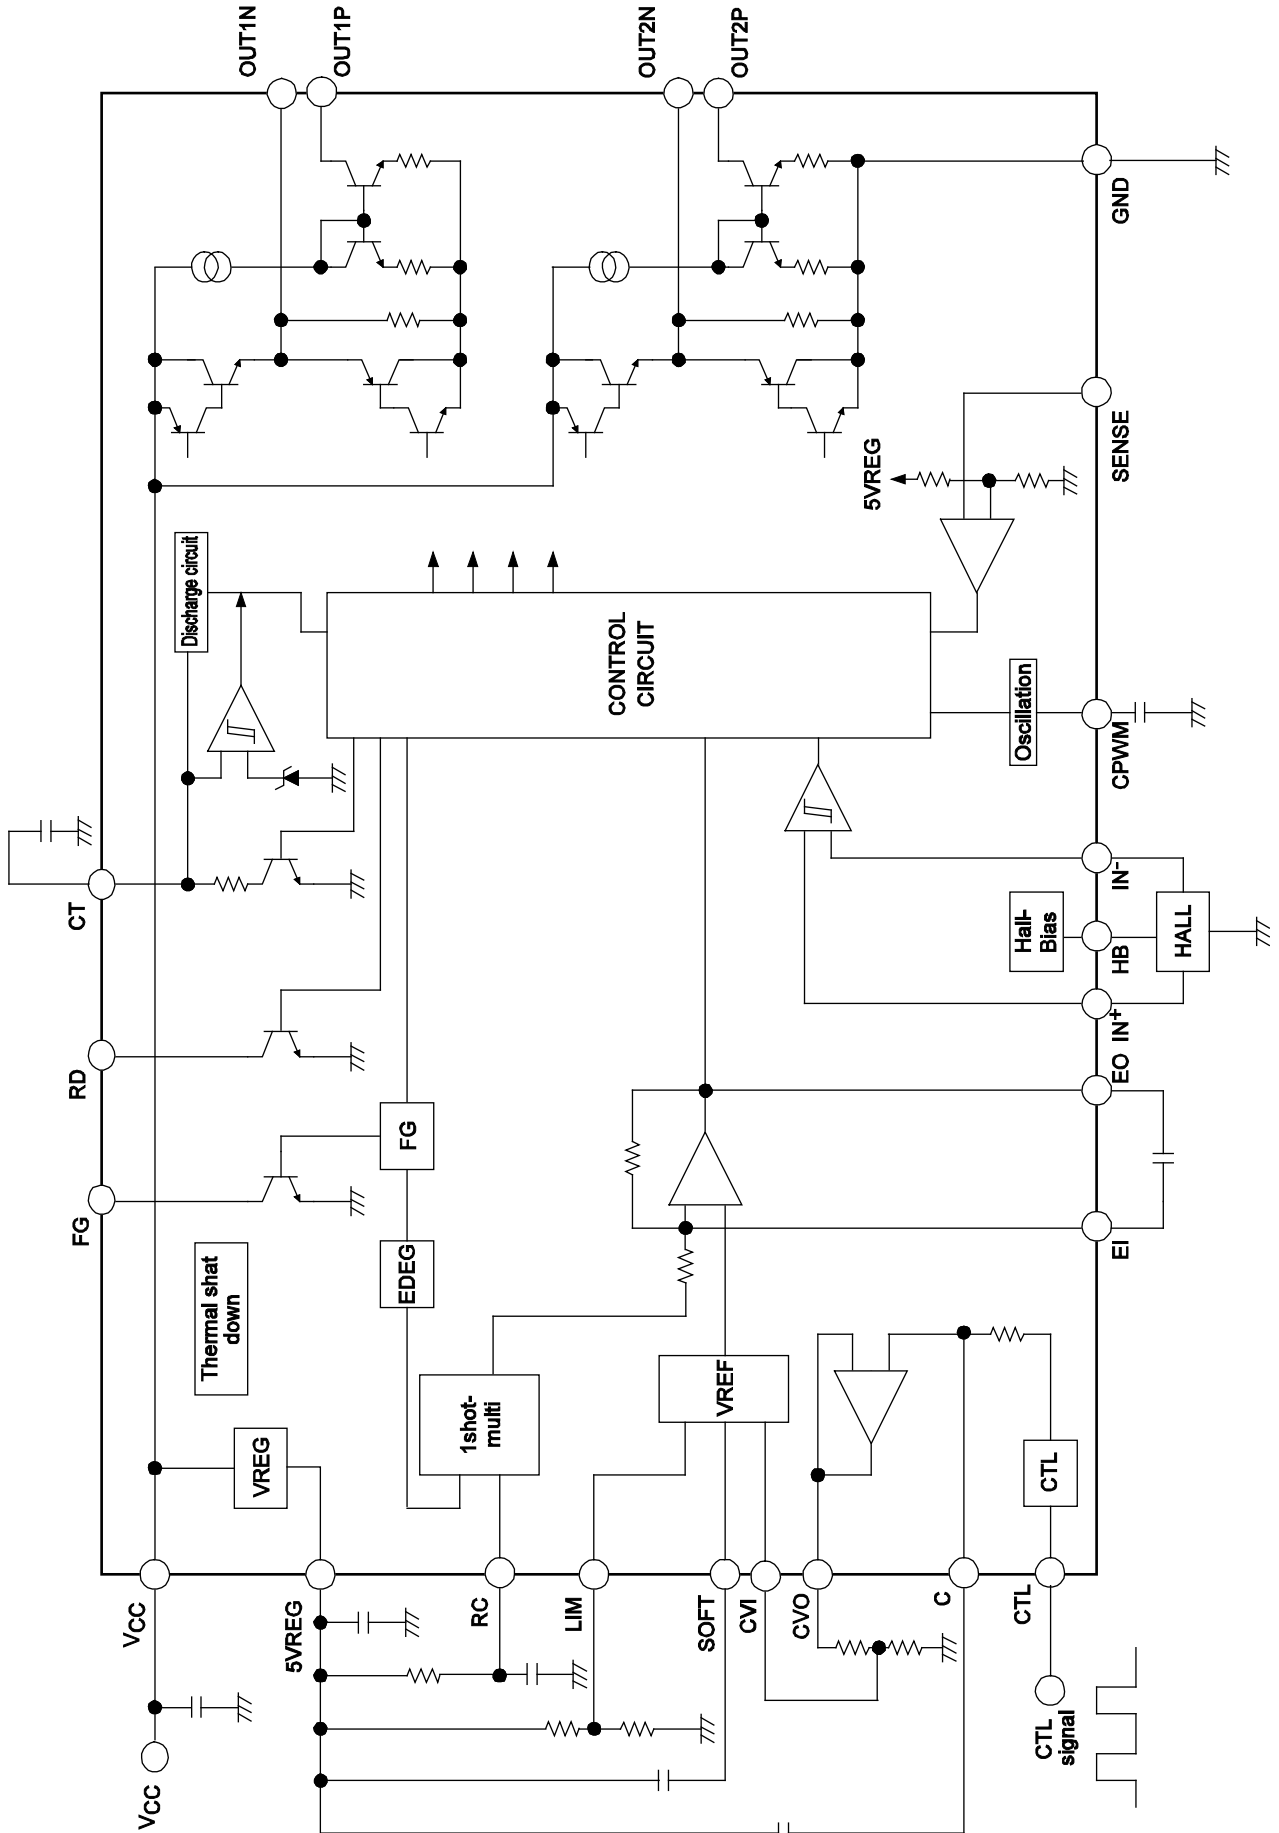 OUT1N
OUT1P
OUT2N
OUT2P
GND
SENSE
5VREG
Discharge circuit
CONTROL
CIRCUIT
Oscillation
CPWM
CT
IN-
Hall-
Bias
HB
HALL
IN+
EO
RD
FG
FG
EI
EDEG
Thermal shat
down
1shot-
multi
VREF
VREG
CTL
VCC
5VREG
RC
LIM
SOFT
CVI
CVO
C
CTL
VCC
CTL
signal